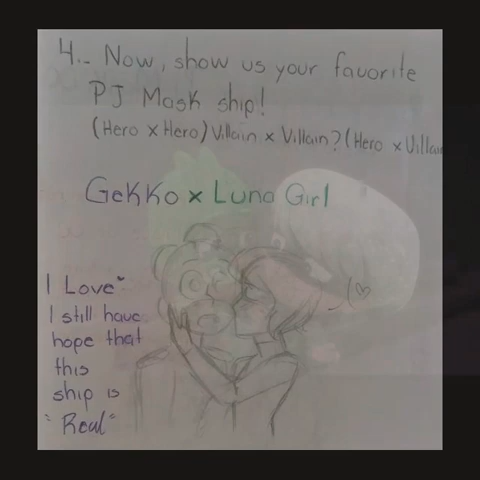 4.- Now, show us your favorite
PJ Mask ship!
(Hero x Hero) Villain x Villain? (Hero x Villain
Gekko x Luna Girl
I Love
I still have
hope that
this
ship is
"Real"